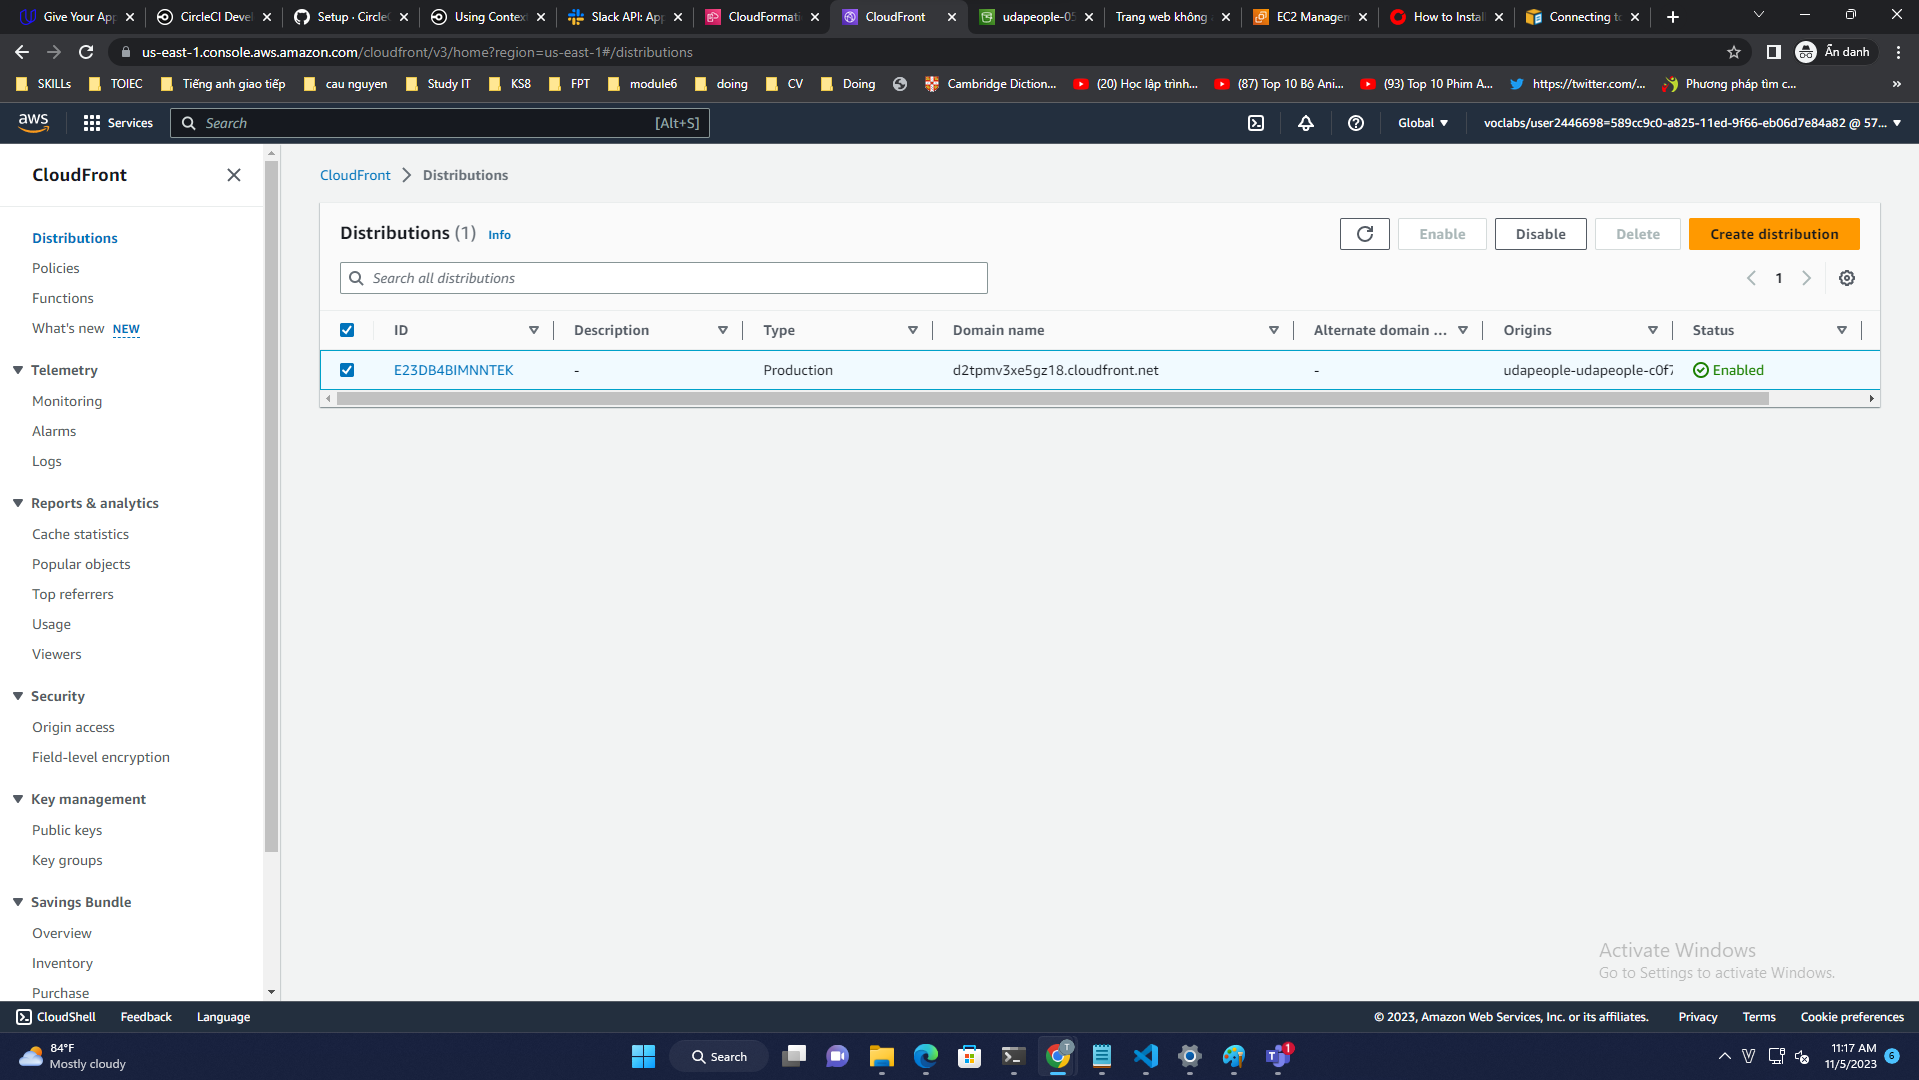 Give Your App
CircleCI Devel
Setup · Circle
Using Context
Slack API: App
CloudFormati
CloudFront
udapeople-05
Trang web không
EC2 Managem
How to Install
Connecting to
us-east-1.console.aws.amazon.com/cloudfront/v3/home?region=us-east-1#/distributions
Ẩn danh
SKILLs
TOIEC
Tiếng anh giao tiếp
cau nguyen
Study IT
KS8
FPT
module6
doing
CV
Doing
Cambridge Diction...
(20) Học lập trình...
(87) Top 10 Bộ Ani...
(93) Top 10 Phim A...
https://twitter.com/...
Phương pháp tìm c...
»
aws
Services
Search
[Alt+S]
Global
voclabs/user2446698=589cc9c0-a825-11ed-9f66-eb06d7e84a82 @ 57...
CloudFront
Distributions
Policies
Functions
What's new NEW
Telemetry
Monitoring
Alarms
Logs
Reports & analytics
Cache statistics
Popular objects
Top referrers
Usage
Viewers
Security
Origin access
Field-level encryption
Key management
Public keys
Key groups
Savings Bundle
Overview
Inventory
Purchase
CloudFront
Distributions
Distributions (1) Info
Enable
Disable
Delete
Create distribution
Search all distributions
1
ID
Description
Type
Domain name
Alternate domain ...
Origins
Status
E23DB4BIMNNTEK
-
Production
d2tpmv3xe5gz18.cloudfront.net
-
udapeople-udapeople-c0f7
Enabled
Activate Windows
Go to Settings to activate Windows.
CloudShell
Feedback
Language
© 2023, Amazon Web Services, Inc. or its affiliates.
Privacy
Terms
Cookie preferences
84°F
Mostly cloudy
Search
T
1
V
11:17 AM
11/5/2023
6